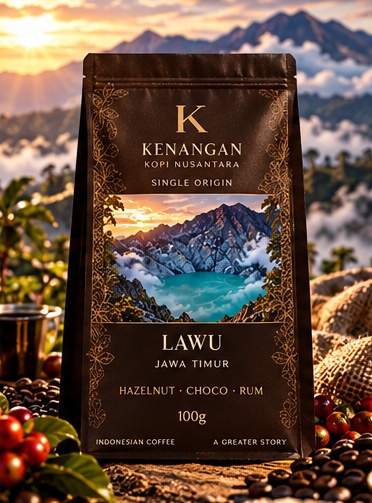 K
KENANGAN
KOPI NUSANTARA
SINGLE ORIGIN
LAWU
JAWA TIMUR
HAZELNUT · CHOCO · RUM
100g
INDONESIAN COFFEE A GREATER STORY